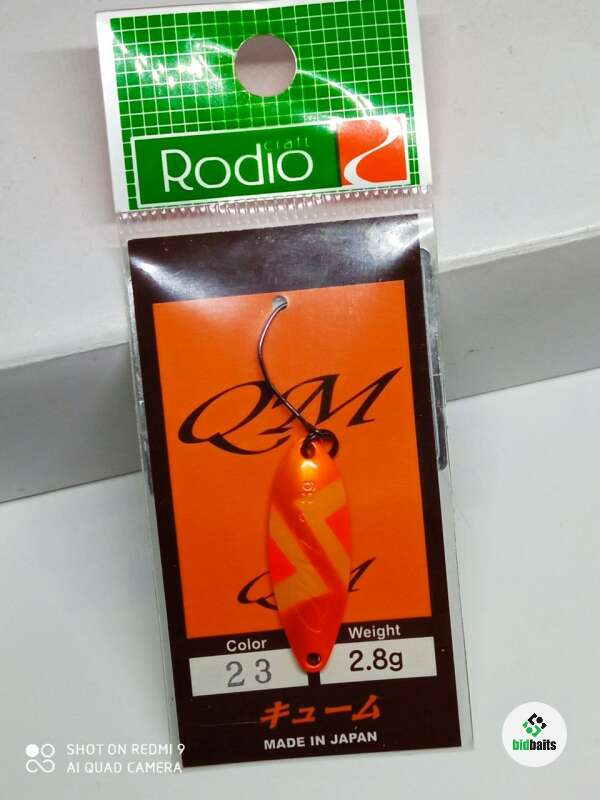 Craft
Rodio
QM
QM
Color
Weight
23
2.8g
キューム
MADE IN JAPAN
bidbaits
SHOT ON REDMI 9
AI QUAD CAMERA